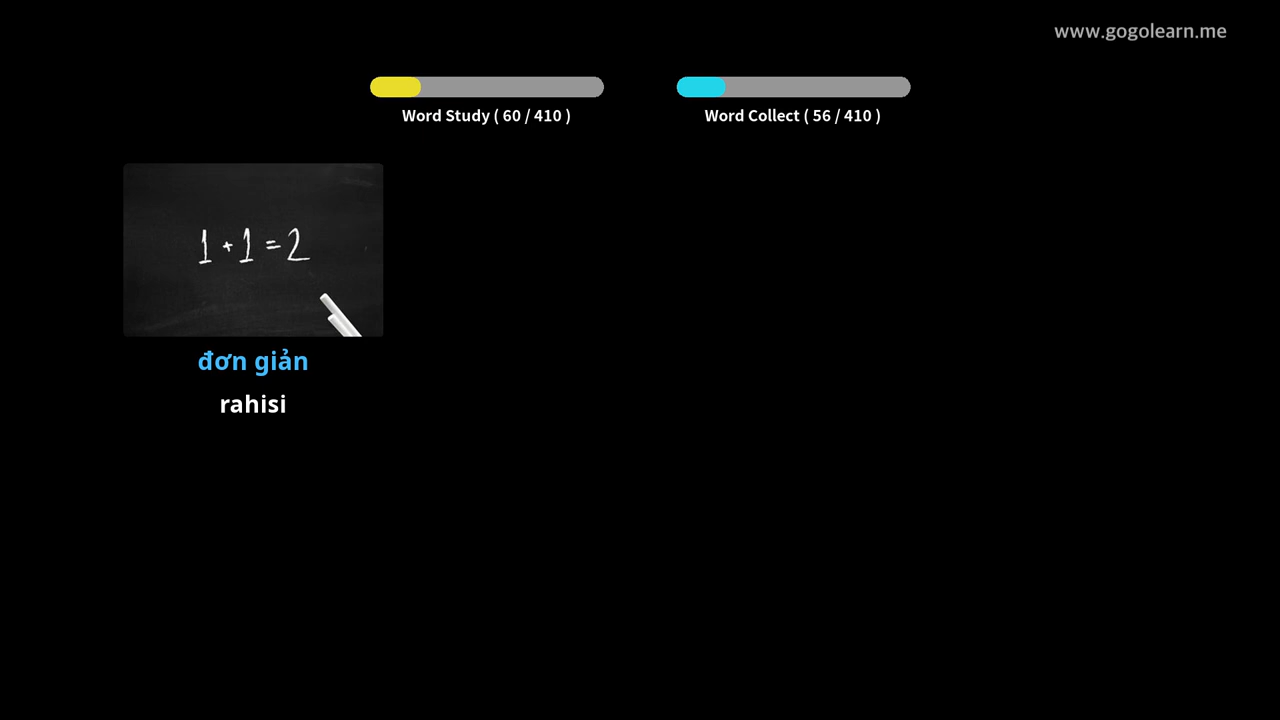 www.gogolearn.me
Word Study ( 60 / 410 )
Word Collect ( 56 / 410 )
1 + 1 = 2
đơn giản
rahisi